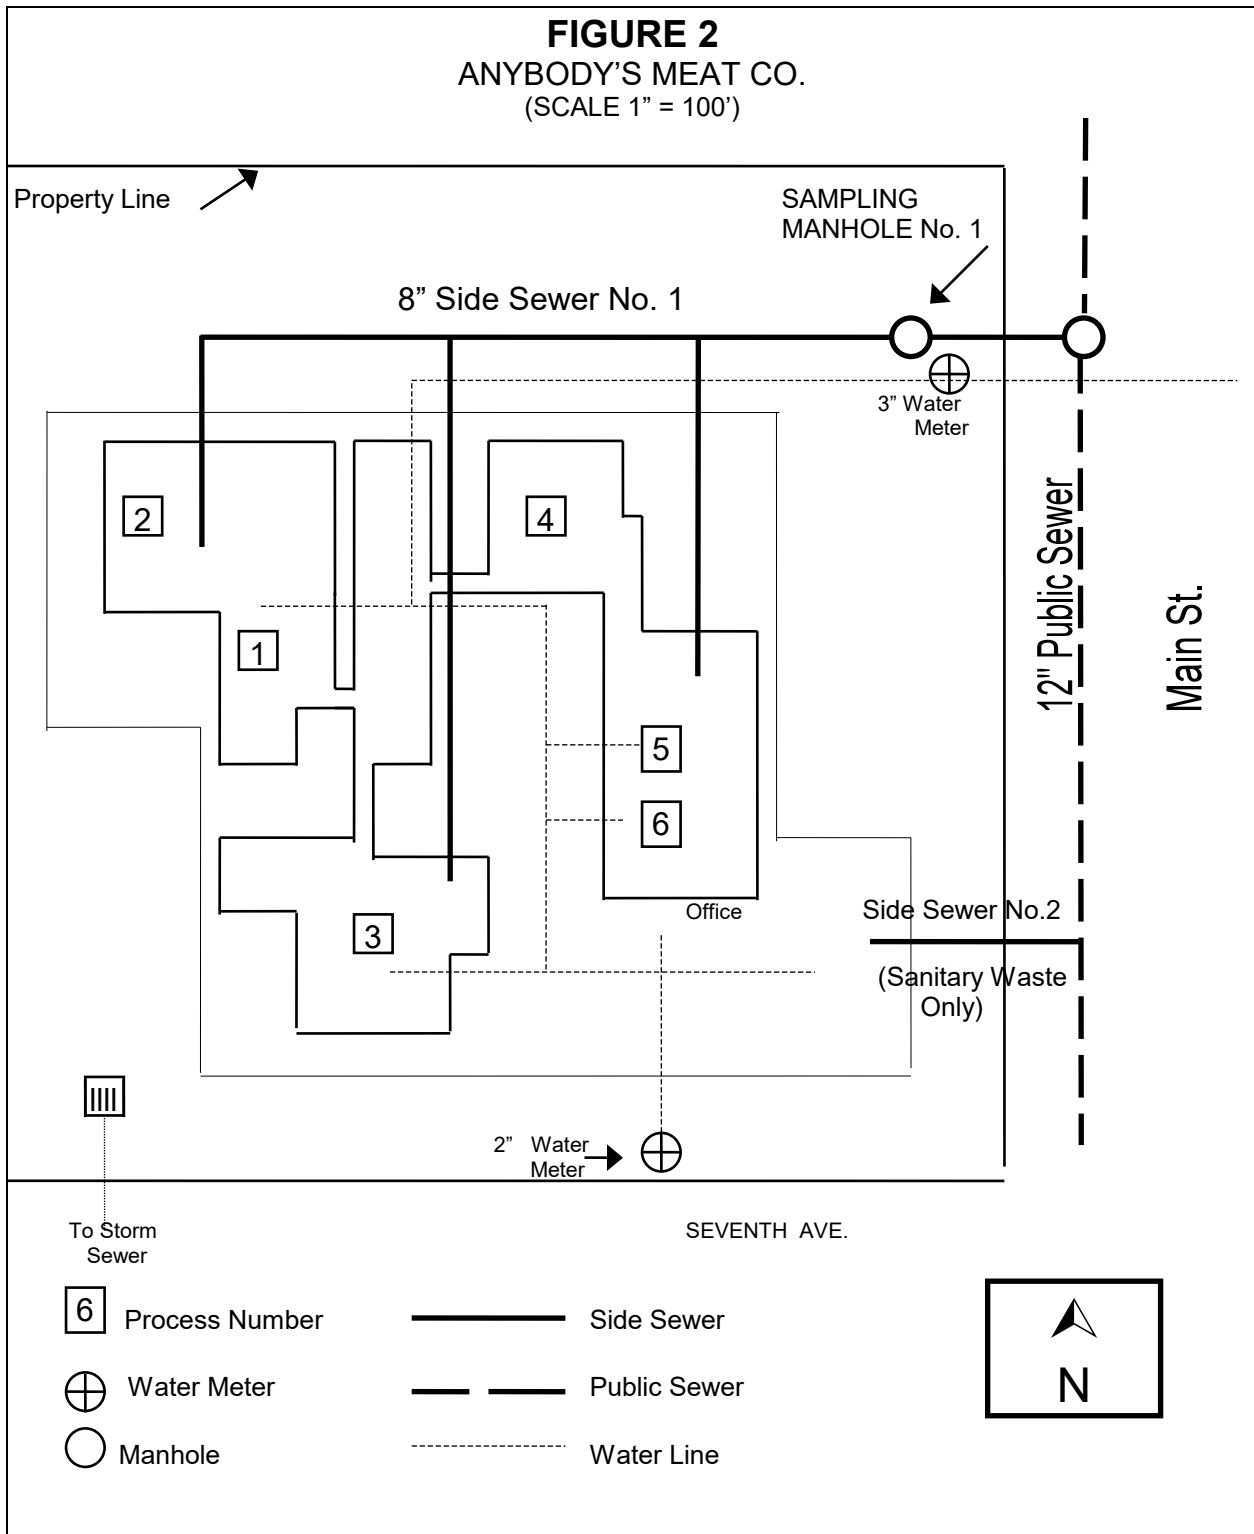 FIGURE 2
ANYBODY'S MEAT CO.
(SCALE 1” = 100’)
Property Line
SAMPLING
MANHOLE No. 1
8” Side Sewer No. 1
3” Water
Meter
2
4
1
5
6
3
12" Public Sewer
Main St.
Office
Side Sewer No.2
(Sanitary Waste
Only)
2” Water
Meter
To Storm
Sewer
SEVENTH AVE.
6 Process Number
Side Sewer
Water Meter
Public Sewer
Manhole
Water Line
N